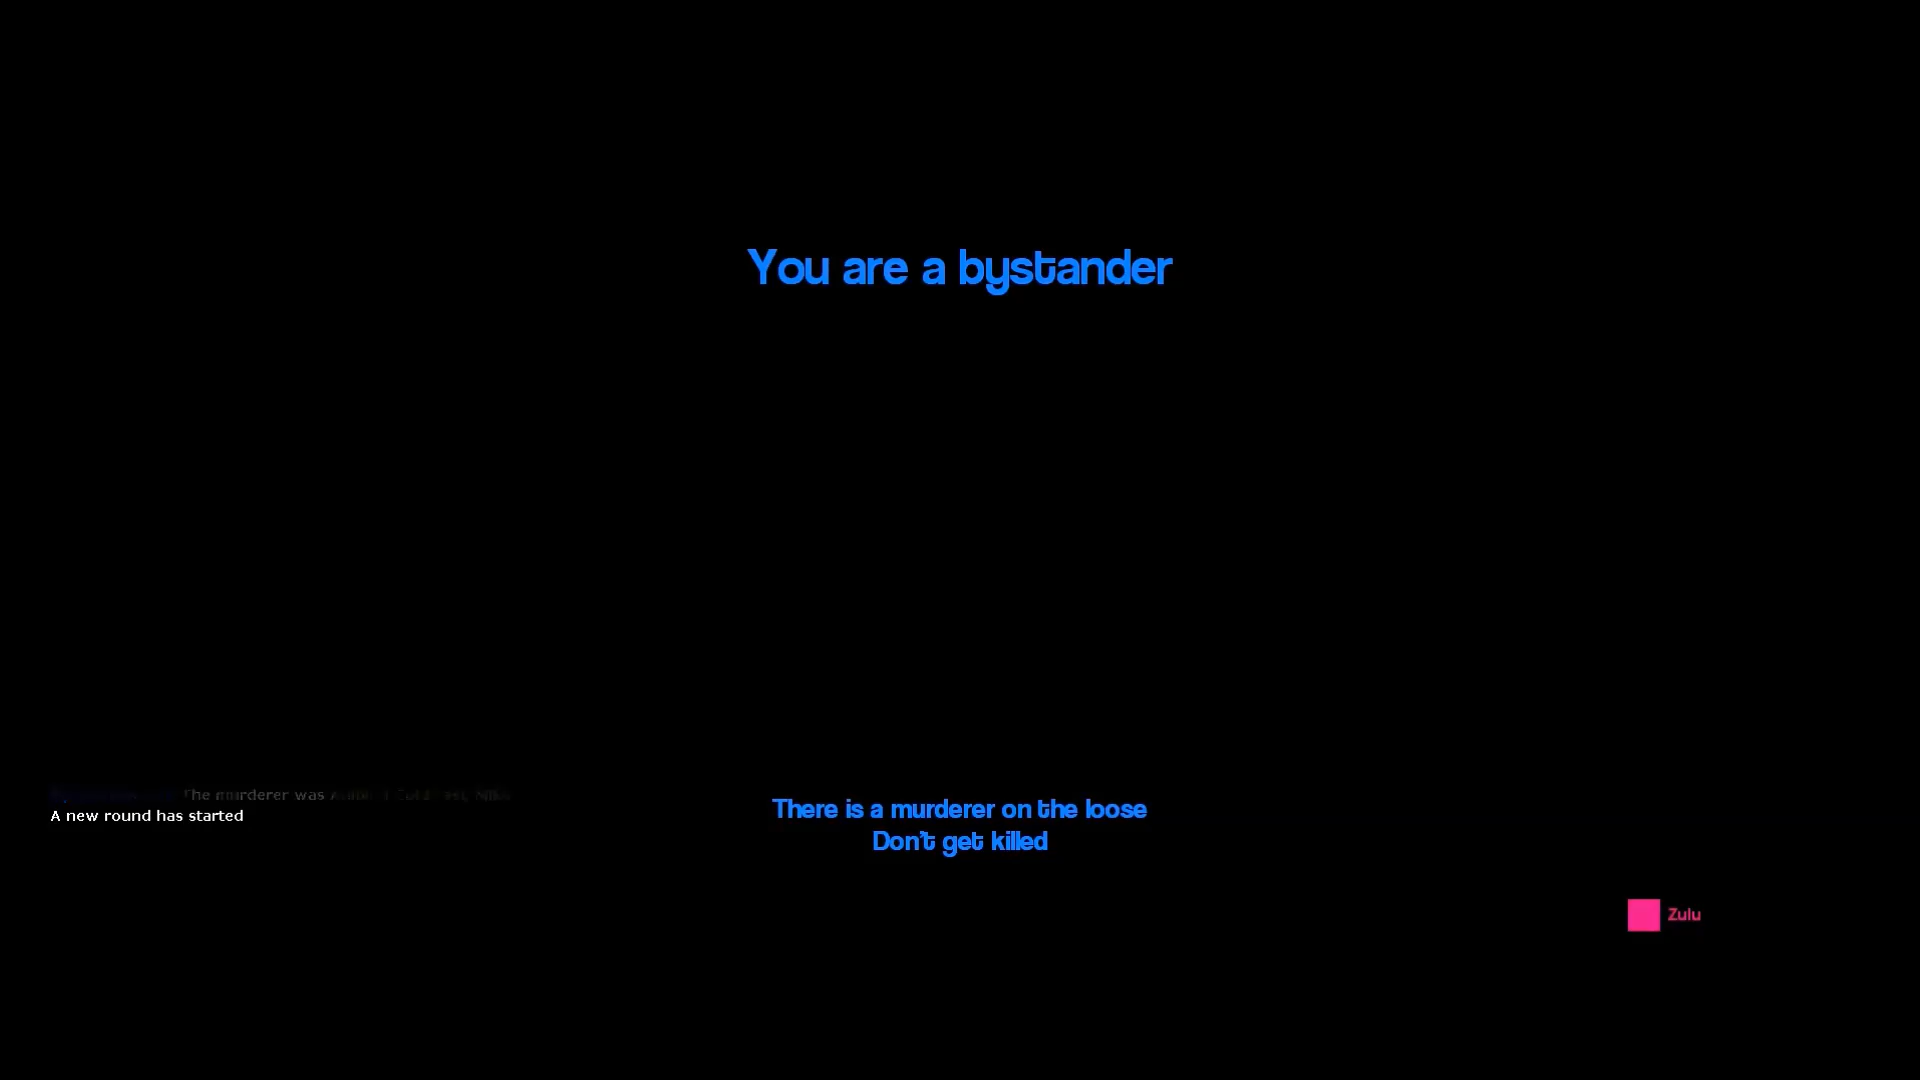 You are a bystander
The murderer was
A new round has started
There is a murderer on the loose
Don't get killed
Zulu